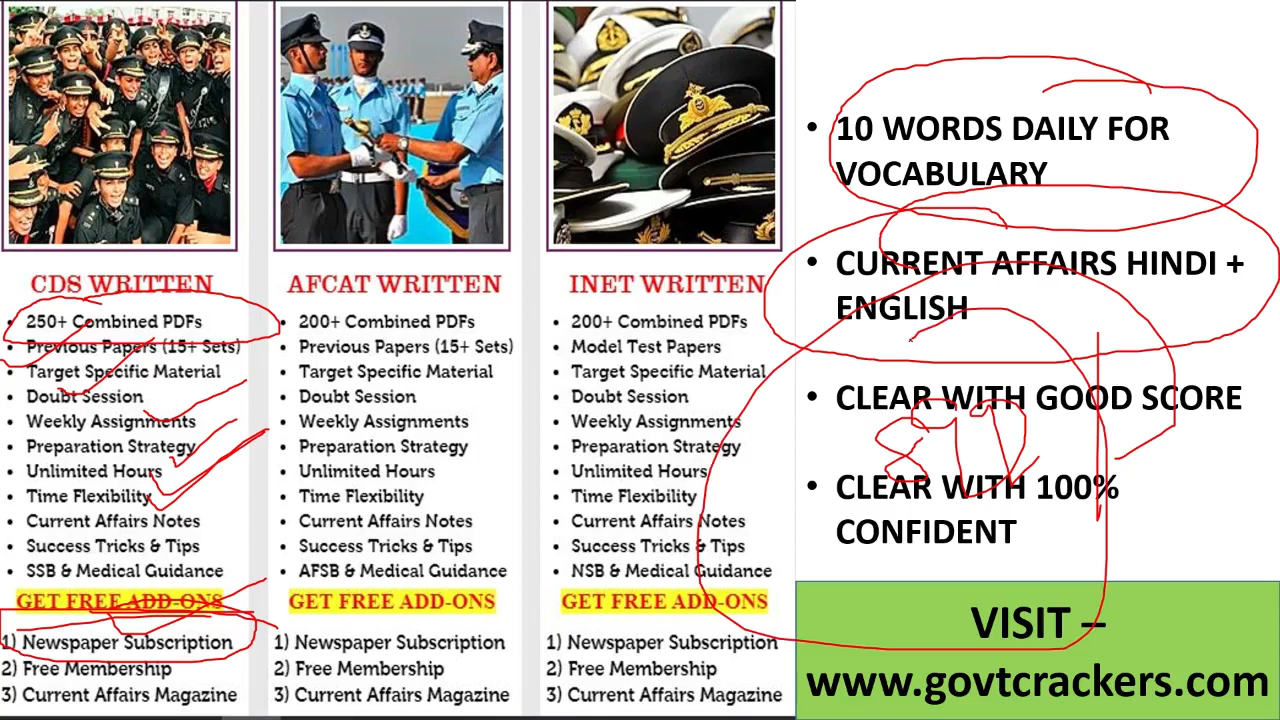 CDS WRITTEN
• 250+ Combined PDFs
• Previous Papers (15+ Sets)
• Target Specific Material
• Doubt Session
• Weekly Assignments
• Preparation Strategy
• Unlimited Hours
• Time Flexibility
• Current Affairs Notes
• Success Tricks & Tips
• SSB & Medical Guidance
GET FREE ADD-ONS
1) Newspaper Subscription
2) Free Membership
3) Current Affairs Magazine
AFCAT WRITTEN
• 200+ Combined PDFs
• Previous Papers (15+ Sets)
• Target Specific Material
• Doubt Session
• Weekly Assignments
• Preparation Strategy
• Unlimited Hours
• Time Flexibility
• Current Affairs Notes
• Success Tricks & Tips
• AFSB & Medical Guidance
GET FREE ADD-ONS
1) Newspaper Subscription
2) Free Membership
3) Current Affairs Magazine
INET WRITTEN
• 200+ Combined PDFs
• Model Test Papers
• Target Specific Material
• Doubt Session
• Weekly Assignments
• Preparation Strategy
• Unlimited Hours
• Time Flexibility
• Current Affairs Notes
• Success Tricks & Tips
• NSB & Medical Guidance
GET FREE ADD-ONS
1) Newspaper Subscription
2) Free Membership
3) Current Affairs Magazine
• 10 WORDS DAILY FOR
VOCABULARY
• CURRENT AFFAIRS HINDI +
ENGLISH
• CLEAR WITH GOOD SCORE
• CLEAR WITH 100%
CONFIDENT
VISIT –
www.govtcrackers.com